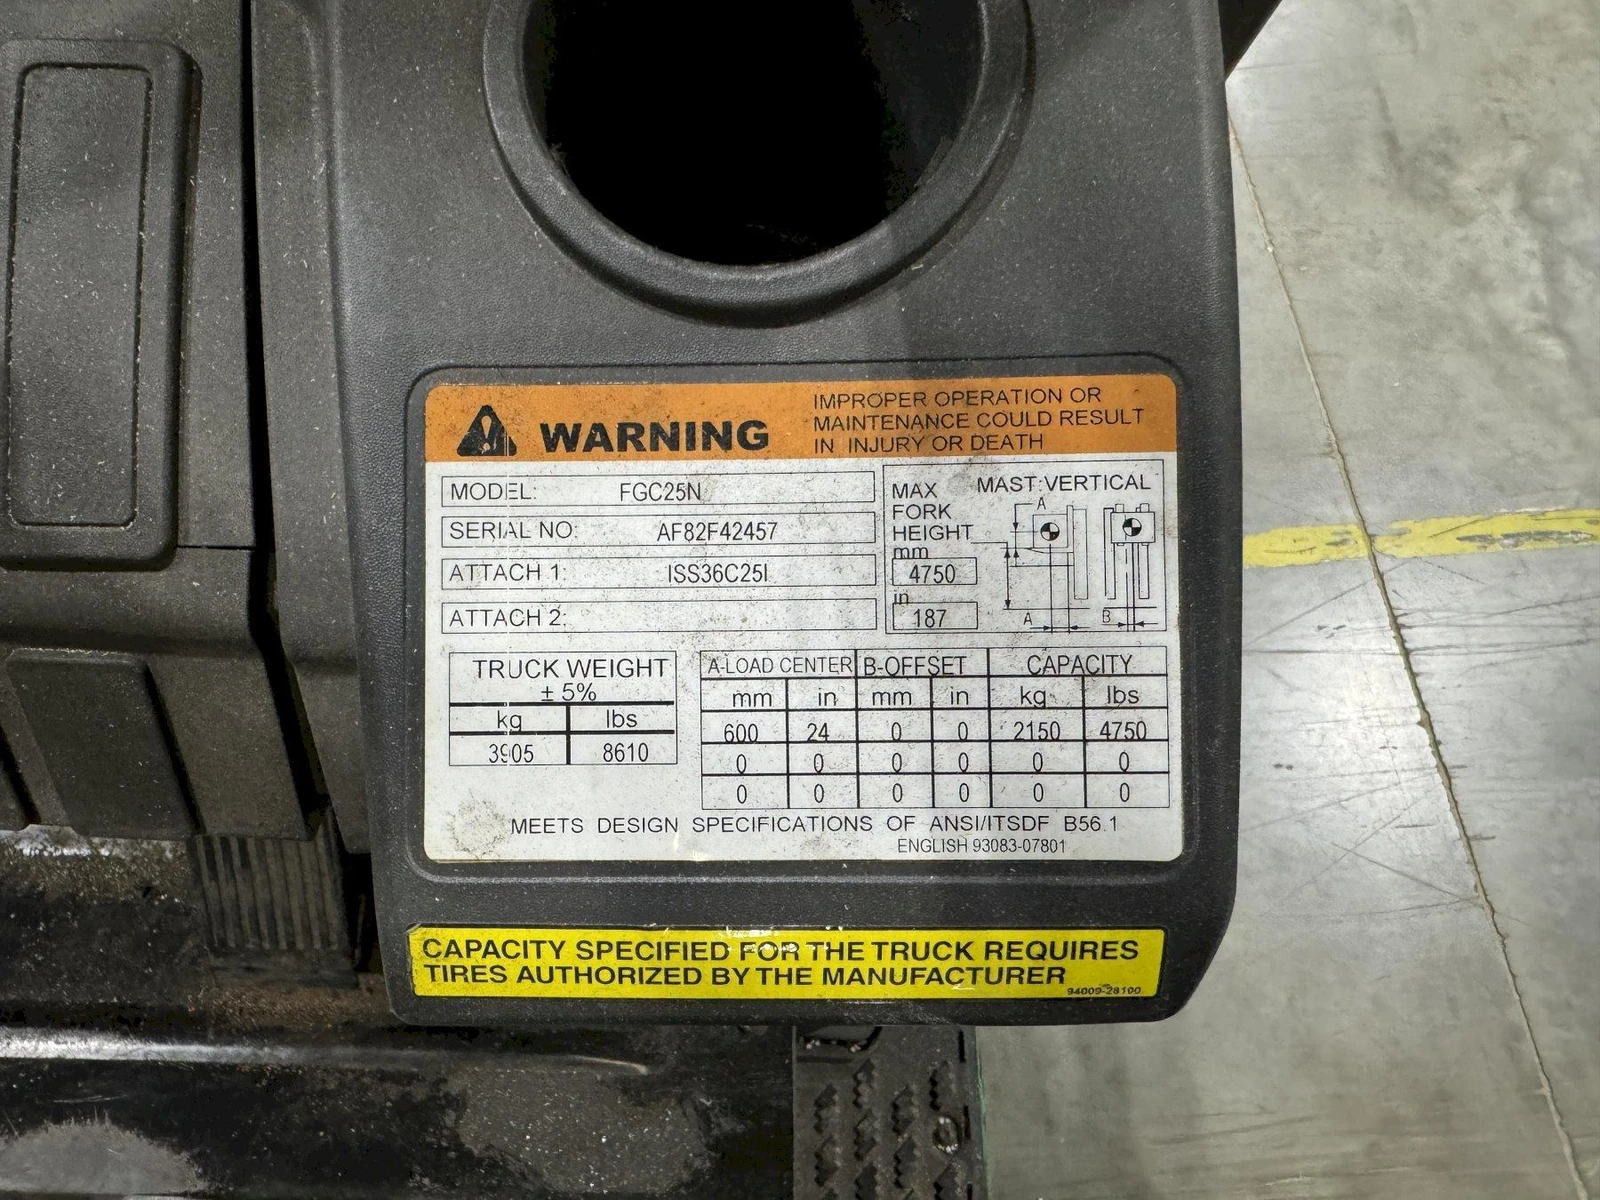 WARNING
IMPROPER OPERATION OR
MAINTENANCE COULD RESULT
IN INJURY OR DEATH
MODEL: FGC25N
SERIAL NO: AF82F42457
ATTACH 1: ISS36C25I
ATTACH 2:
MAX
FORK
HEIGHT
mm
4750
in
187
MAST:VERTICAL
A
A B
TRUCK WEIGHT
± 5%
kg lbs
3905 8610
A-LOAD CENTER B-OFFSET CAPACITY
mm in mm in kg lbs
600 24 0 0 2150 4750
0 0 0 0 0 0
0 0 0 0 0 0
MEETS DESIGN SPECIFICATIONS OF ANSI/ITSDF B56.1
ENGLISH 93083-07801
CAPACITY SPECIFIED FOR THE TRUCK REQUIRES
TIRES AUTHORIZED BY THE MANUFACTURER
94009-28100